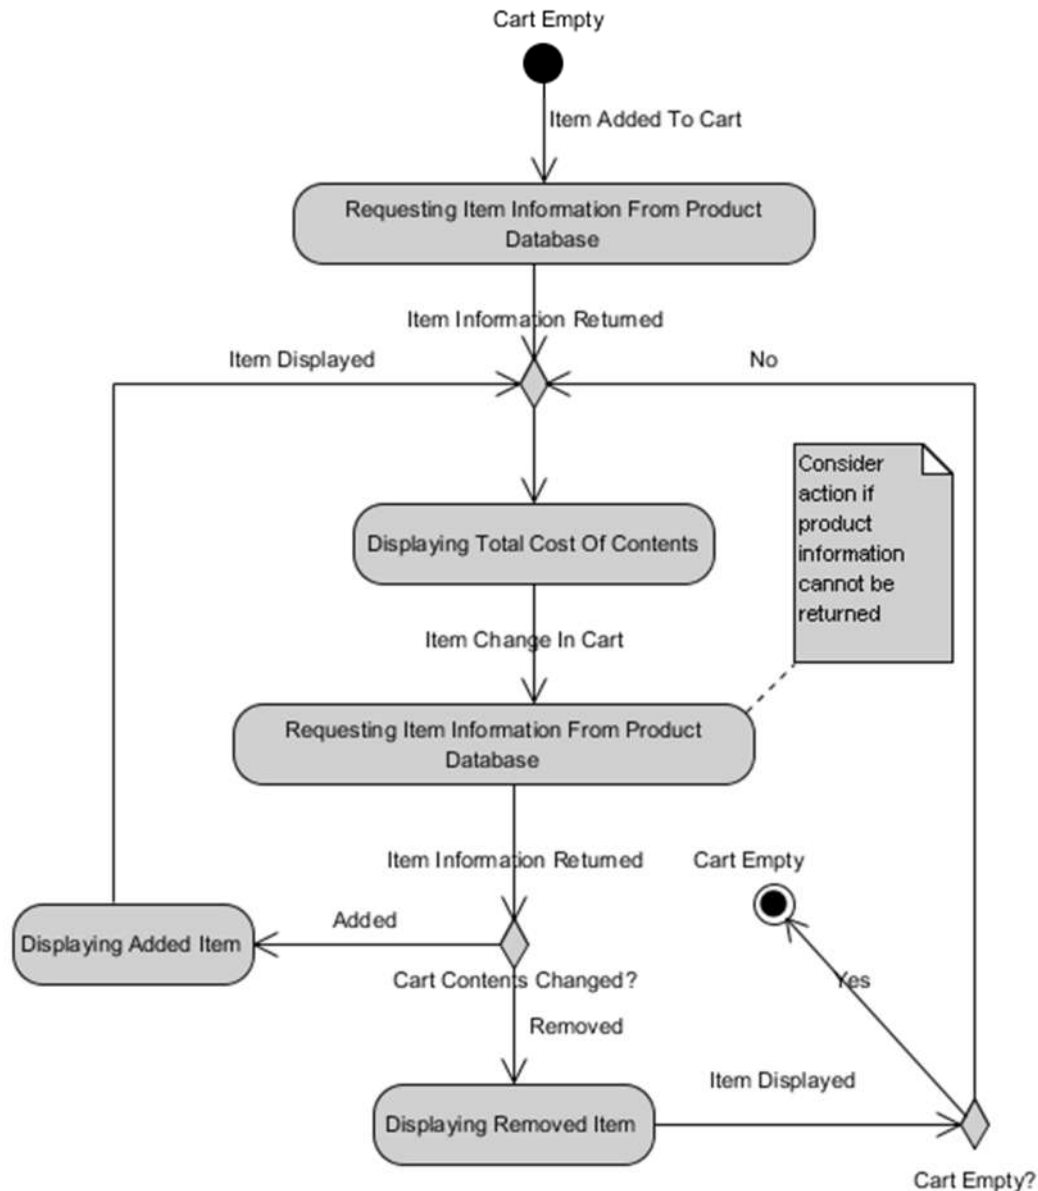 Cart Empty
Item Added To Cart
Requesting Item Information From Product
Database
Item Information Returned
Item Displayed
No
Consider
action if
product
information
cannot be
returned
Displaying Total Cost Of Contents
Item Change In Cart
Requesting Item Information From Product
Database
Item Information Returned
Cart Empty
Added
Displaying Added Item
Cart Contents Changed?
Yes
Removed
Item Displayed
Displaying Removed Item
Cart Empty?